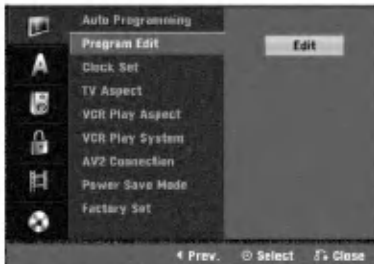 Auto Programming
Program Edit
Edit
Clock Set
TV Aspect
VCR Play Aspect
VCR Play System
AV2 Connection
Power Save Mode
Factory Set
A
Prev.
Select
Close